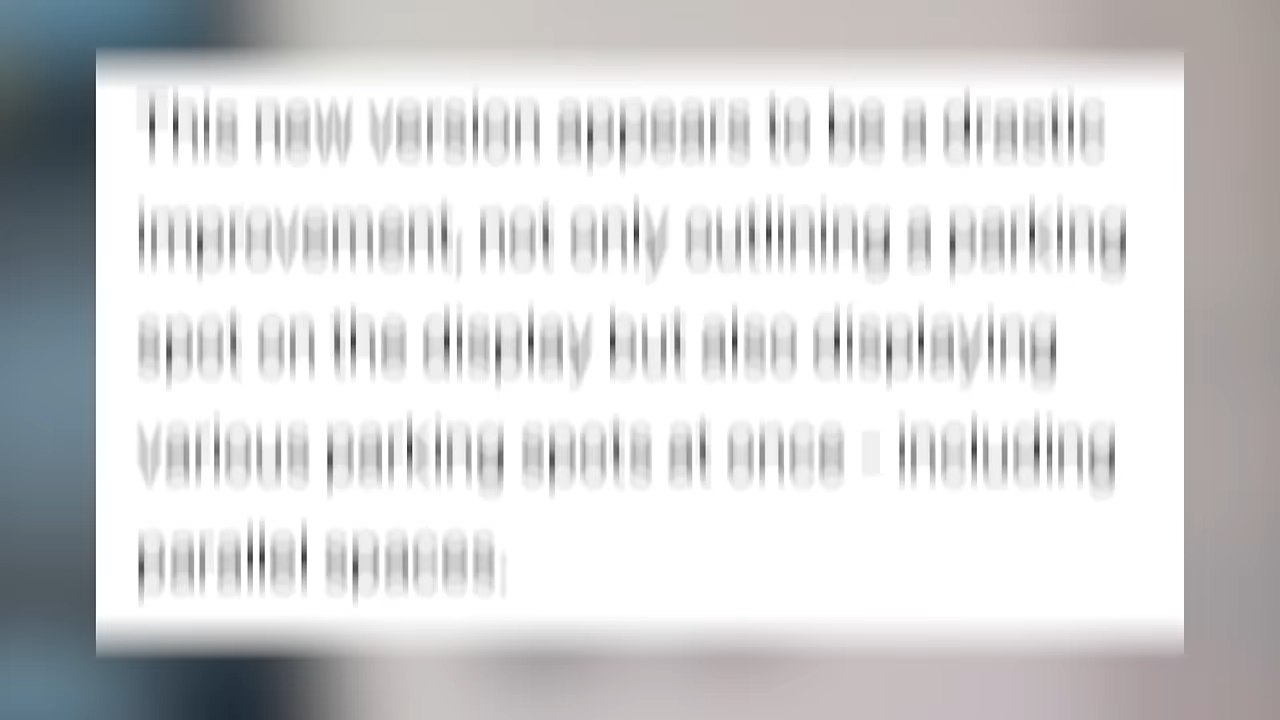 This new version appears to be a drastic
improvement, not only outlining a parking
spot on the display but also displaying
various parking spots at once - including
parallel spaces.